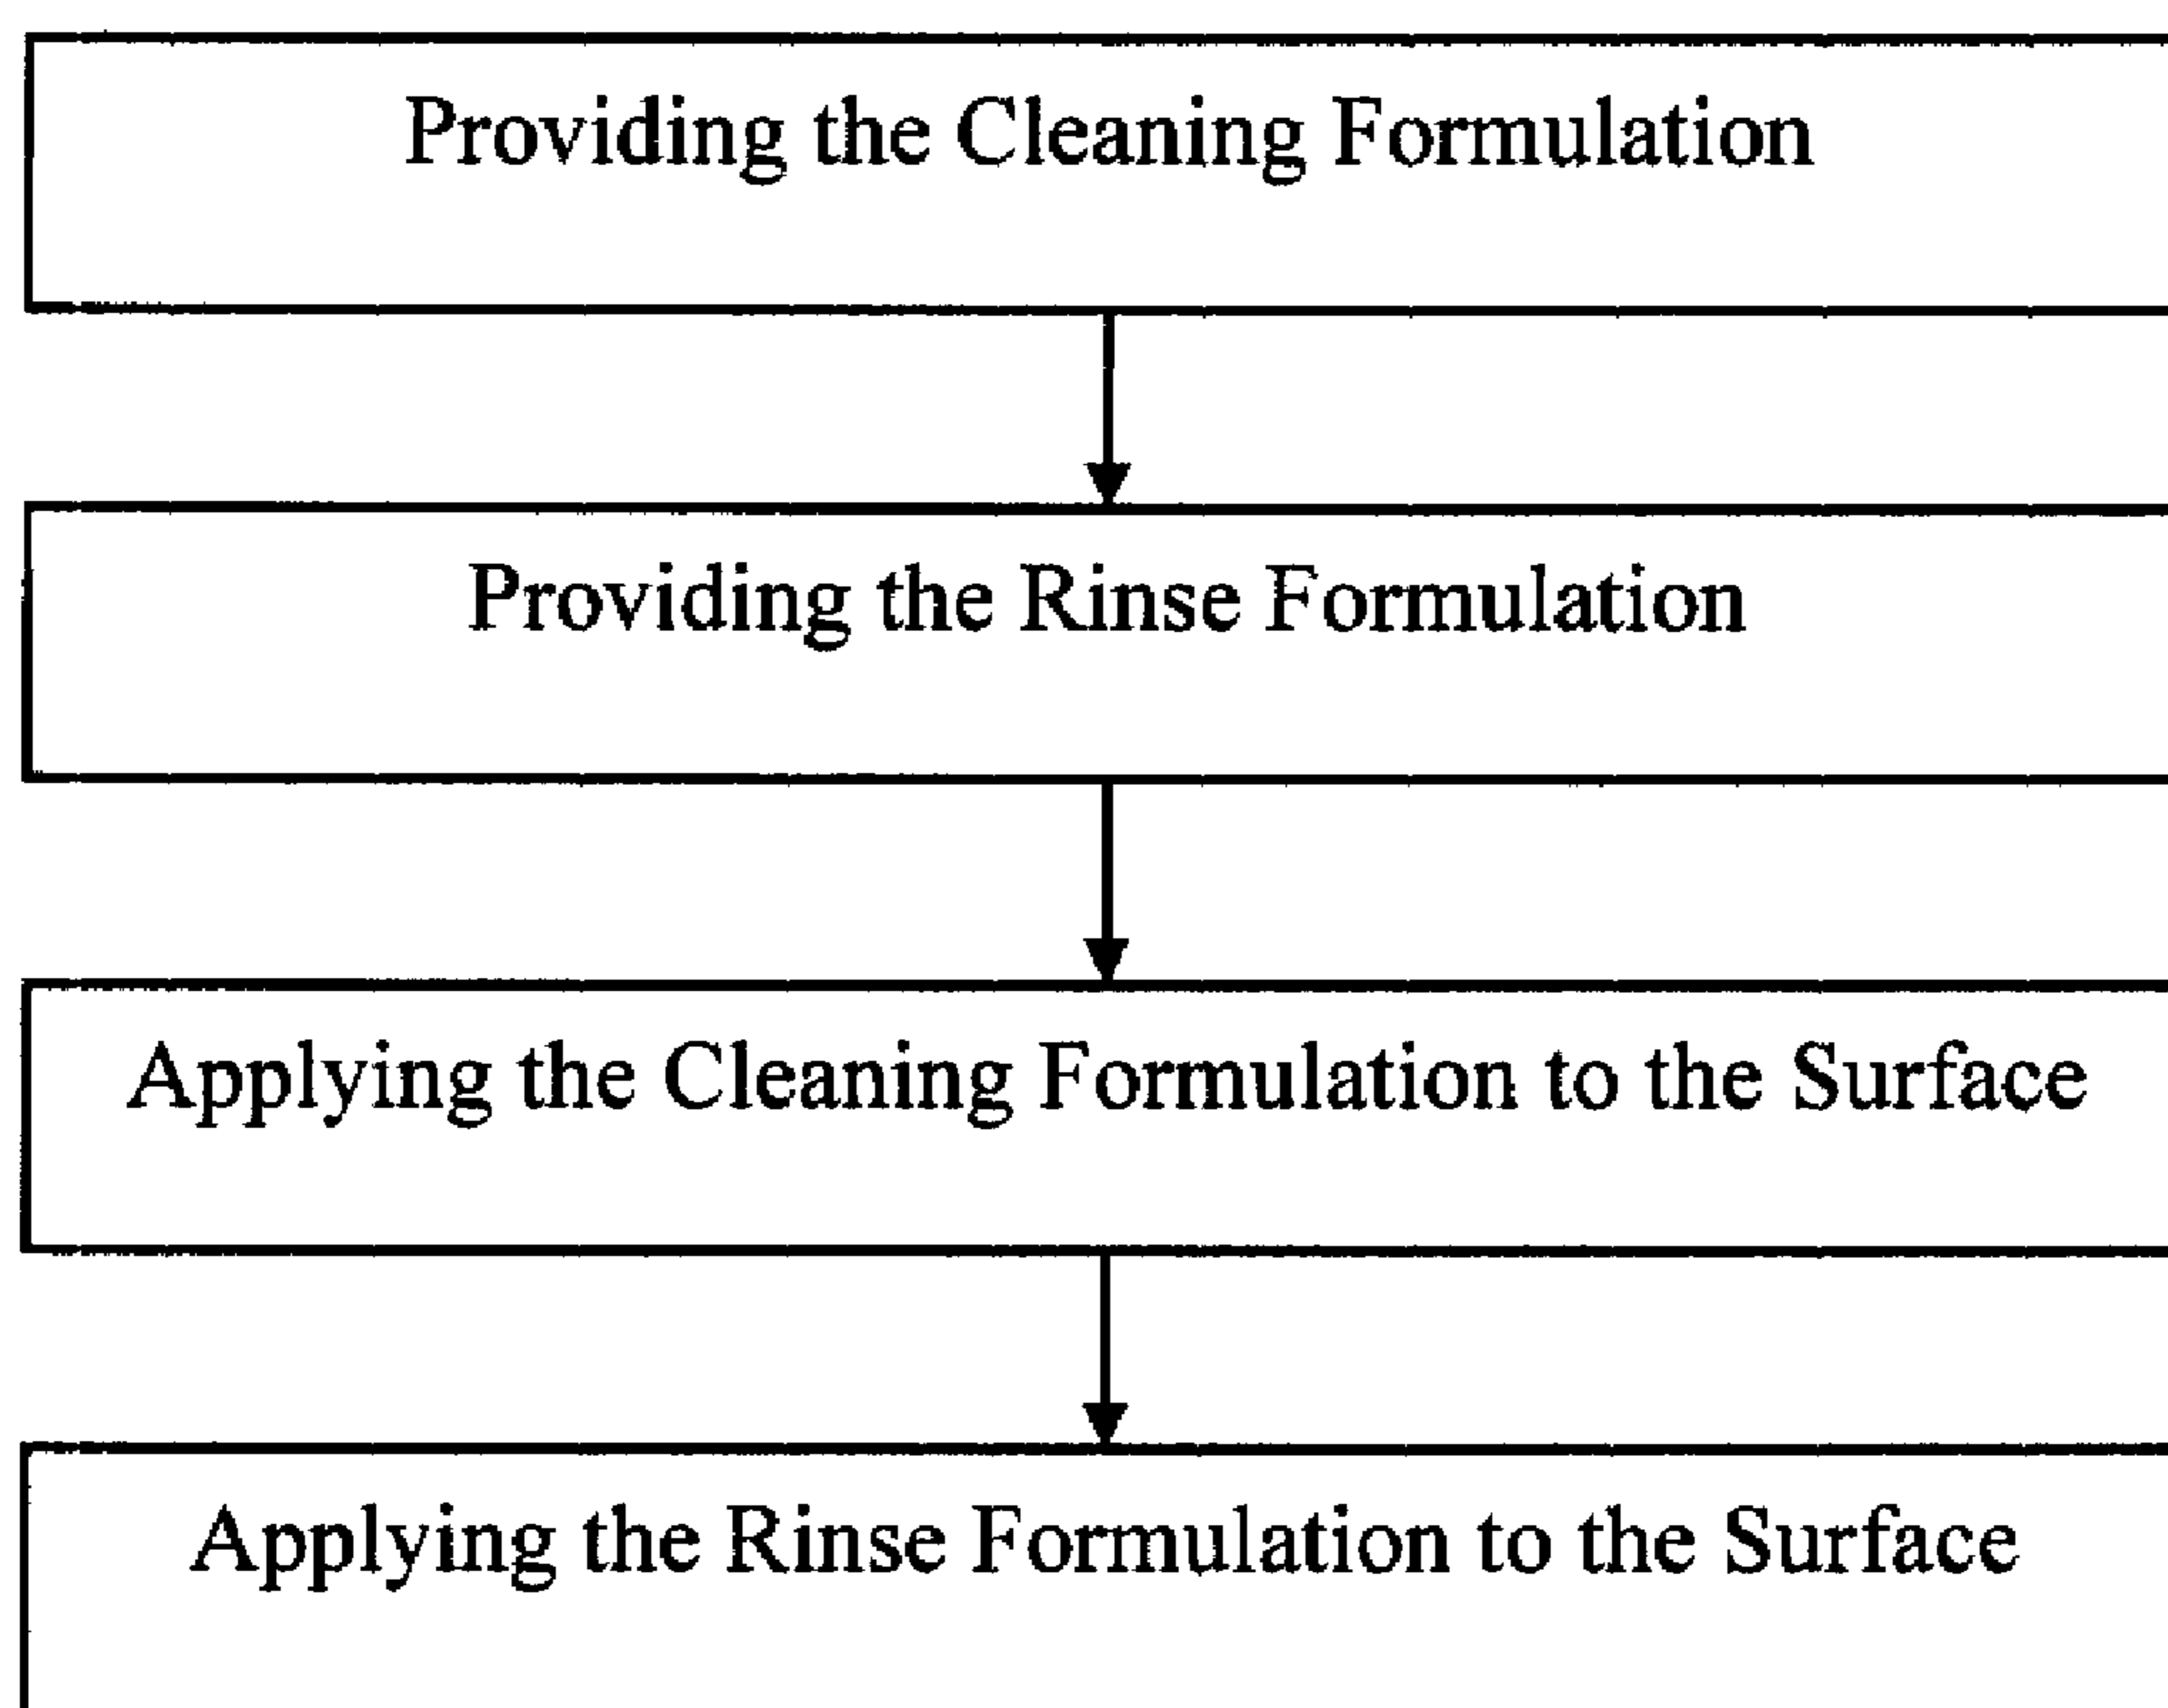 Providing the Cleaning Formulation
Providing the Rinse Formulation
Applying the Cleaning Formulation to the Surface
Applying the Rinse Formulation to the Surface